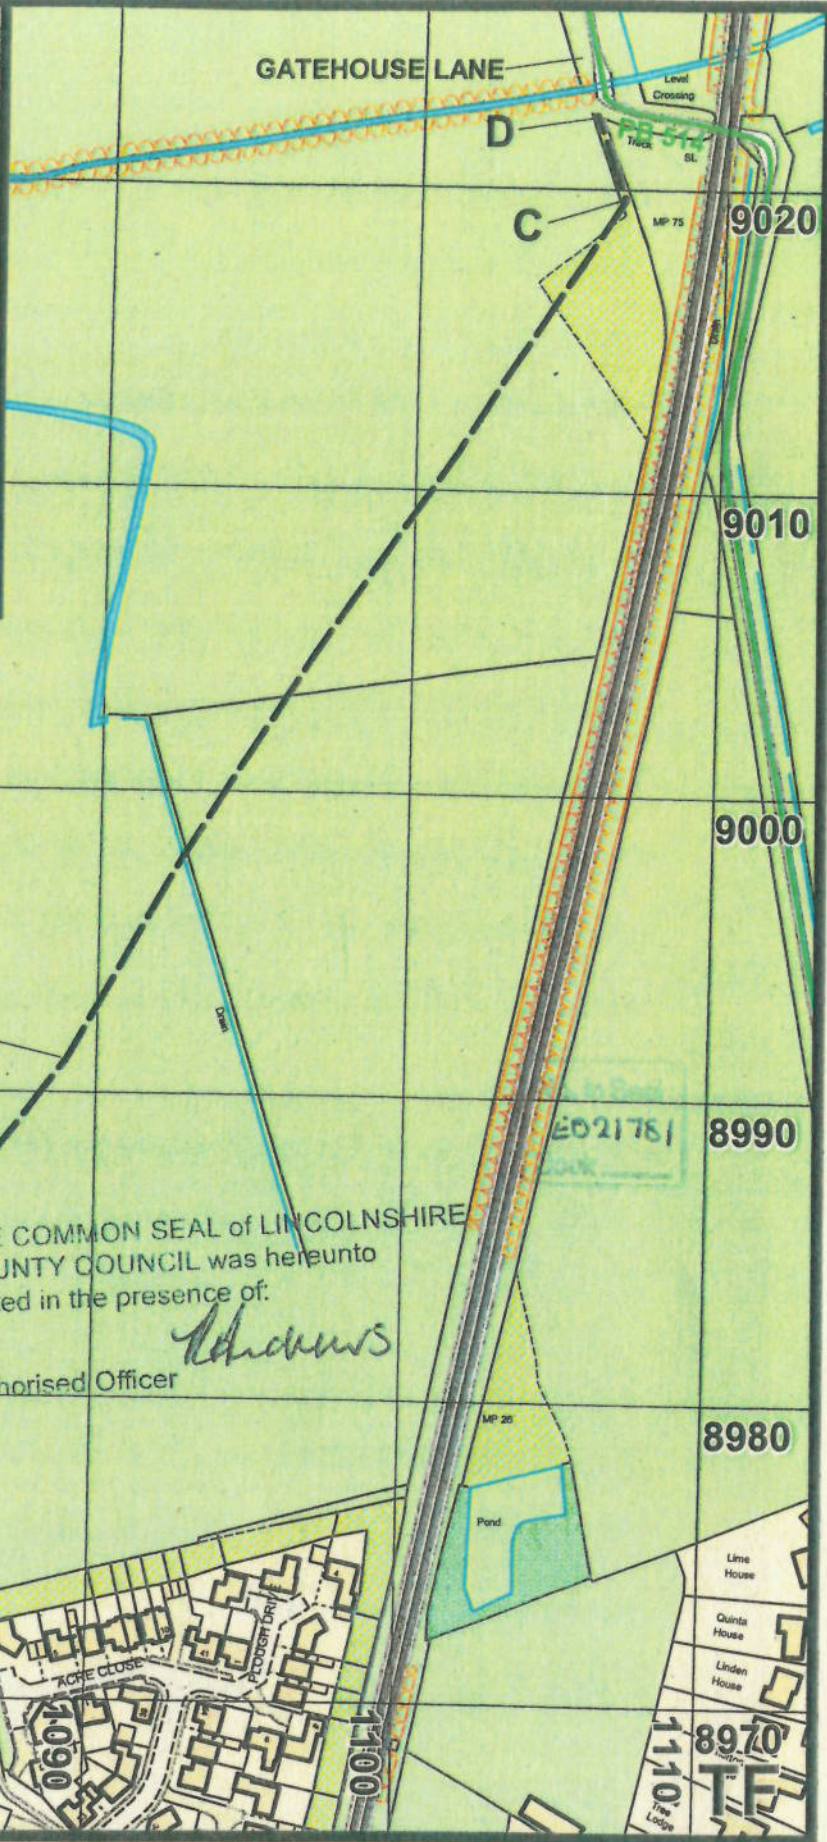 GATEHOUSE LANE
Level
Crossing
D
PB 514
Track
SL
C
MP 75
9020
Drain
9010
9000
Drain
8990
E021781
COMMON SEAL of LINCOLNSHIRE
UNTY COUNCIL was hereunto
ed in the presence of:
horised Officer
MP 26
8980
Pond
Lime
House
Quinta
House
Linden
House
PLOUGH DRIVE
ACRE CLOSE
1090
1100
1110
8970
TF
Tree
Lodge